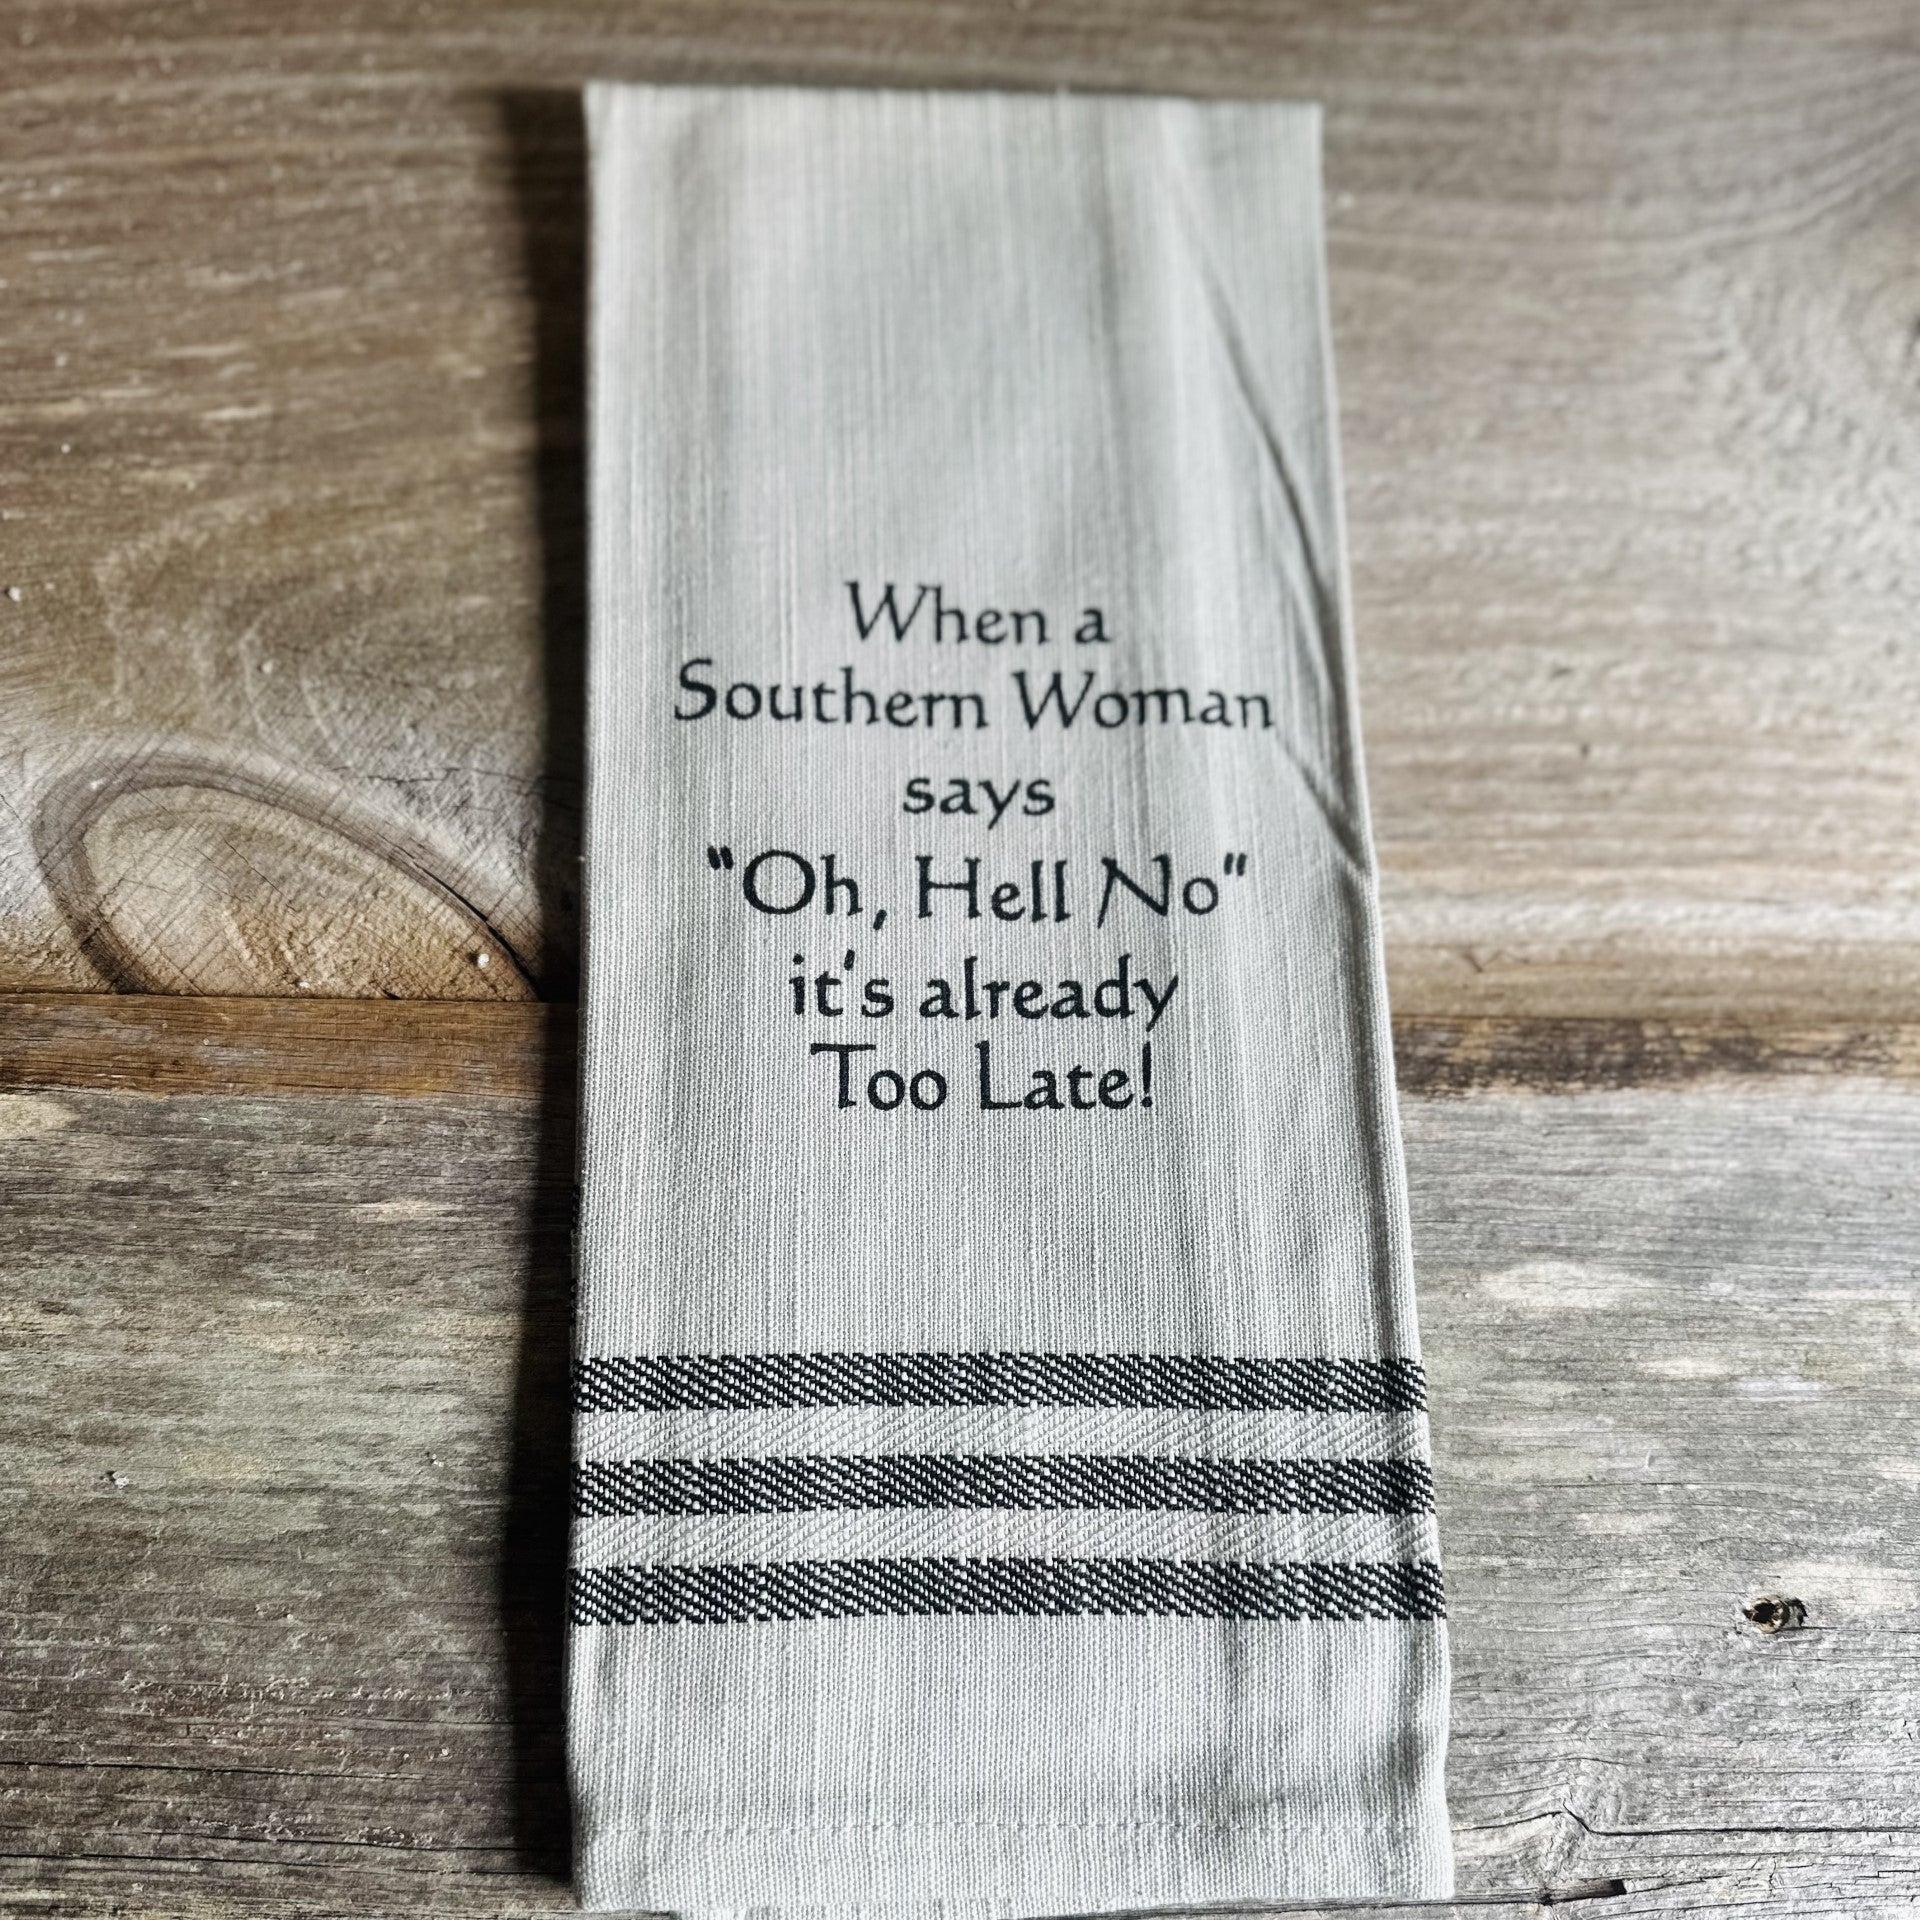 When a
Southern Woman
says
"Oh, Hell No"
it's already
Too Late!